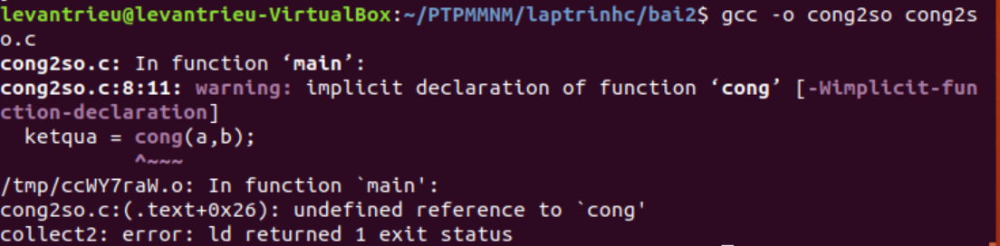 levantrieu@levantrieu-VirtualBox:~/PTPMMNM/laptrinhc/bai2$ gcc -o cong2so cong2s
o.c
cong2so.c: In function ‘main’:
cong2so.c:8:11: warning: implicit declaration of function ‘cong’ [-Wimplicit-fun
ction-declaration]
  ketqua = cong(a,b);
           ^~~~
/tmp/ccWY7raW.o: In function `main':
cong2so.c:(.text+0x26): undefined reference to `cong'
collect2: error: ld returned 1 exit status